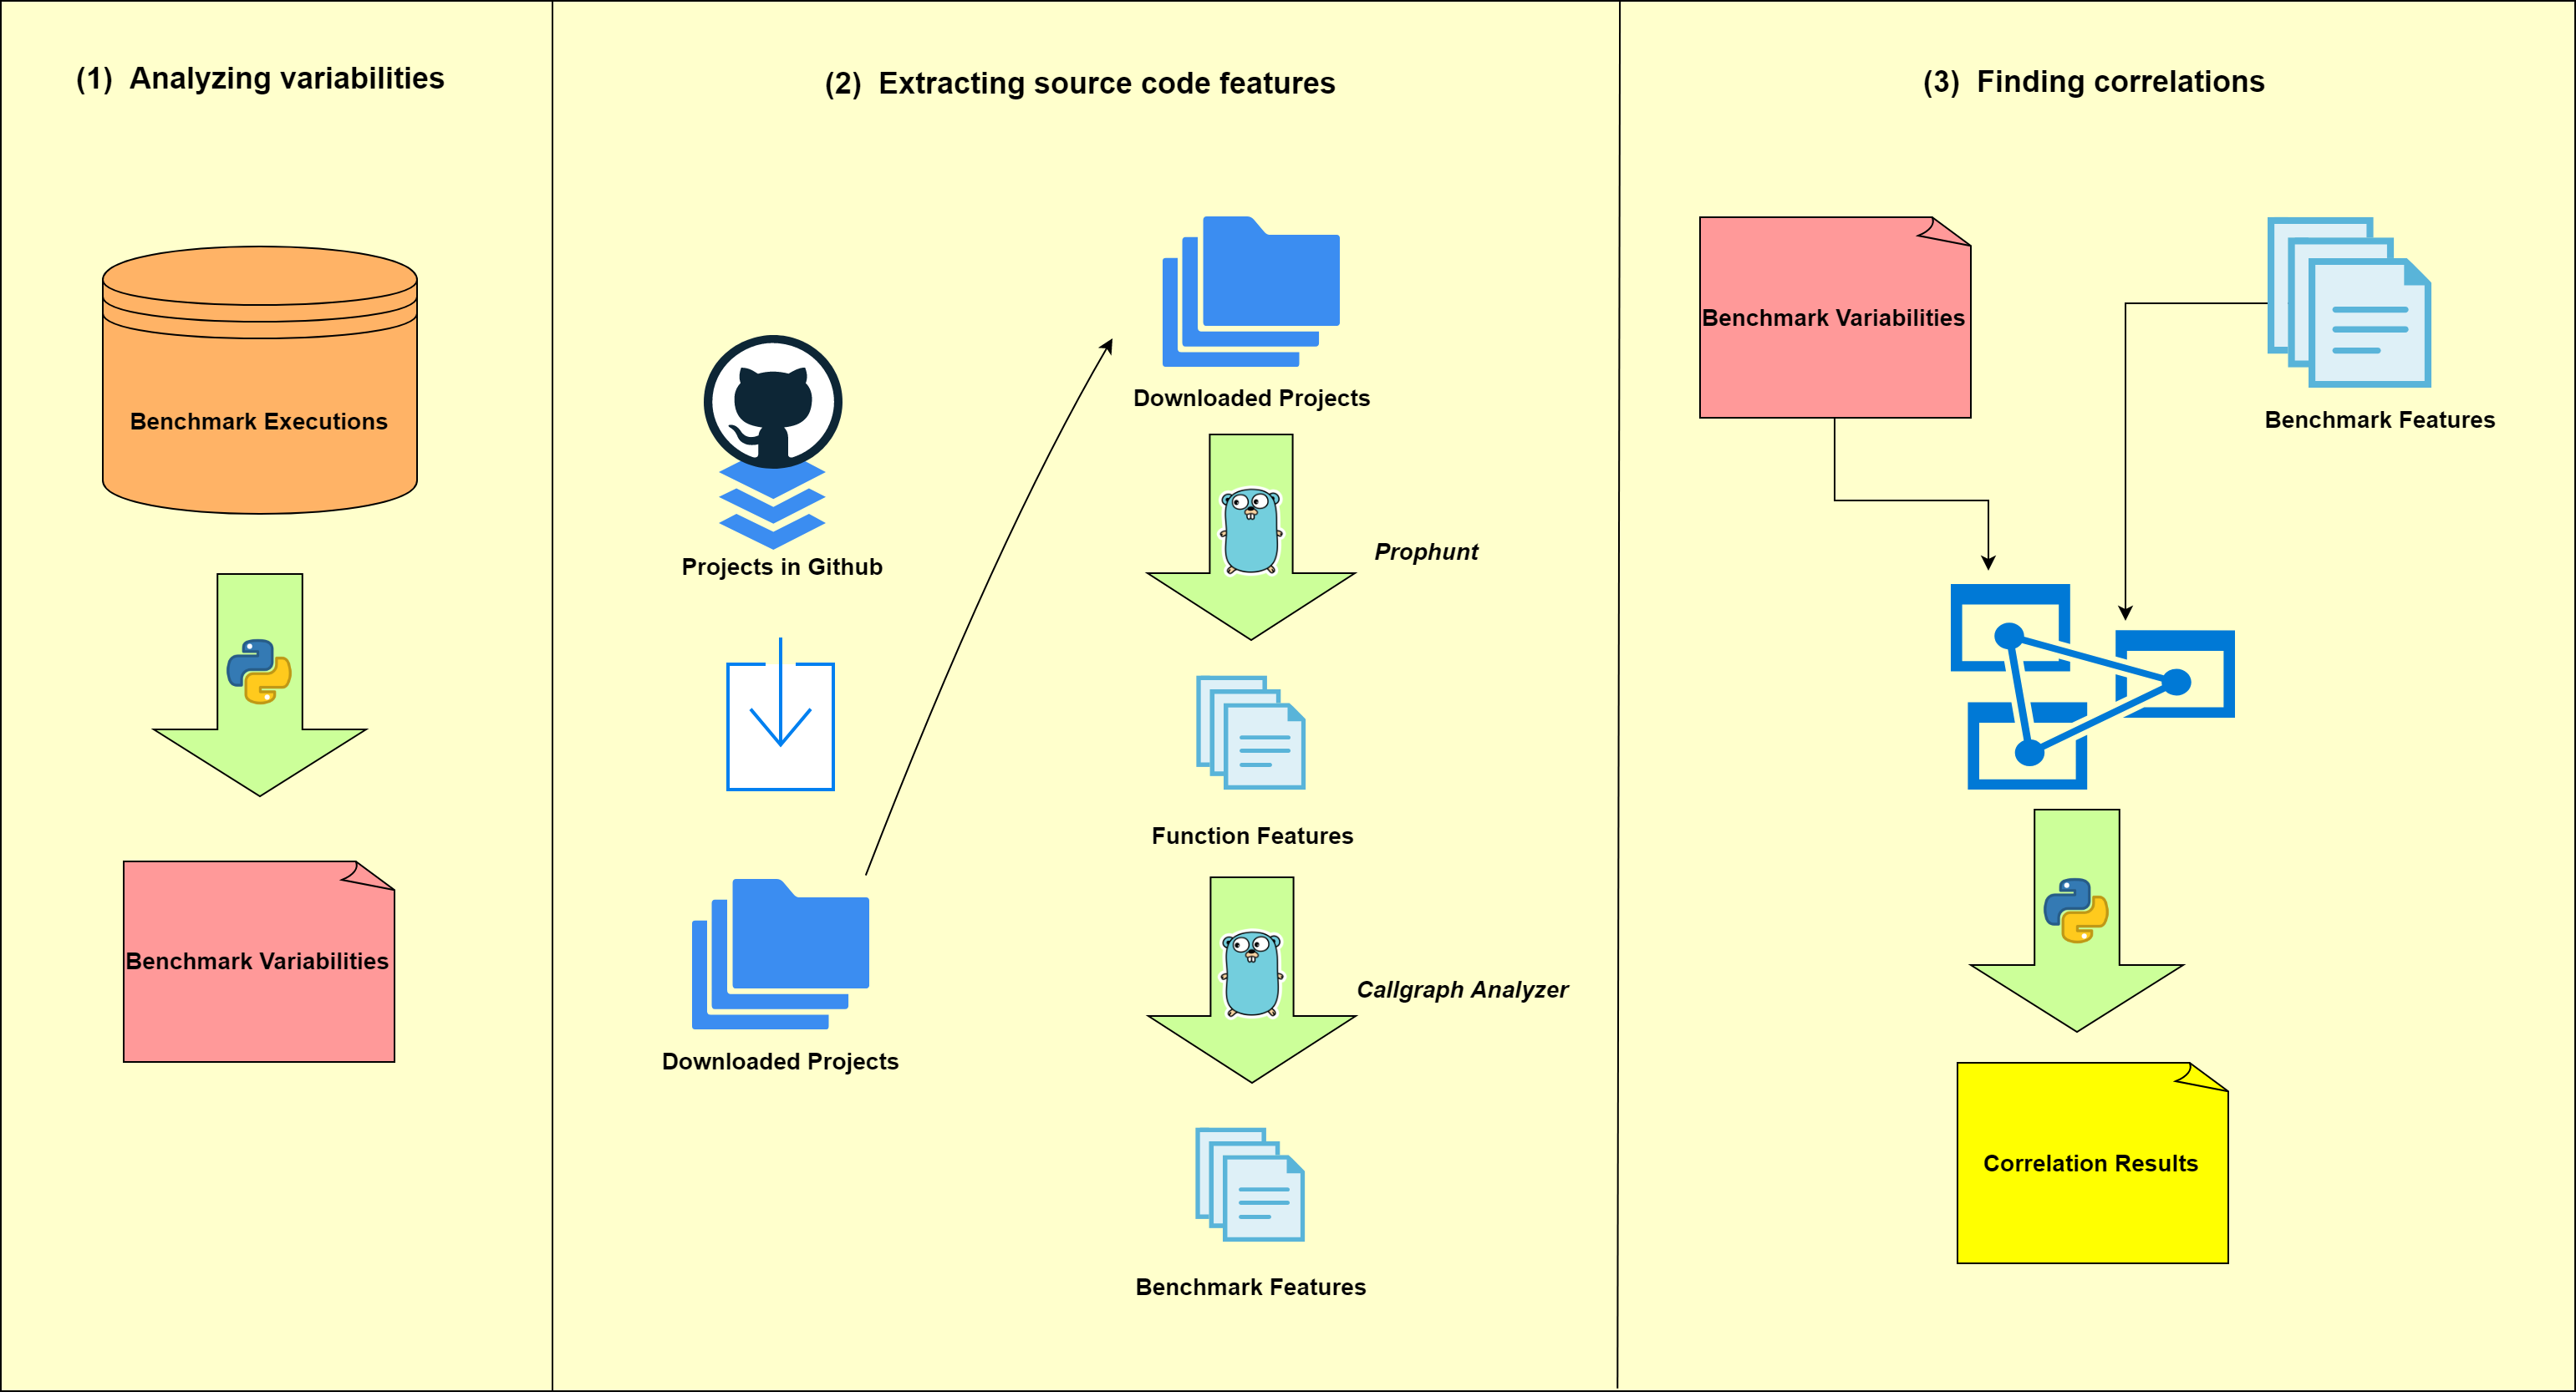 (1) Analyzing variabilities
Benchmark Executions
Benchmark Variabilities
(2) Extracting source code features
Projects in Github
Downloaded Projects
Downloaded Projects
Prophunt
Function Features
Callgraph Analyzer
Benchmark Features
(3) Finding correlations
Benchmark Variabilities
Benchmark Features
Correlation Results